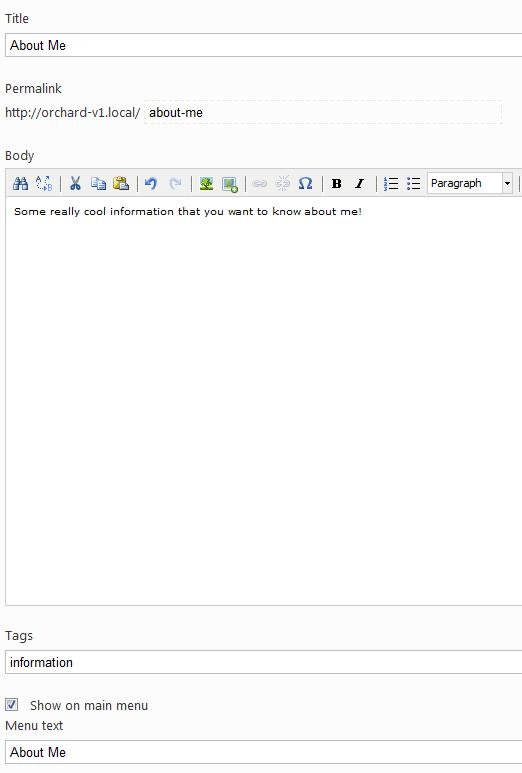 Title
About Me
Permalink
http://orchard-v1.local/ about-me
Body
B I Paragraph
Some really cool information that you want to know about me!
Tags
information
Show on main menu
Menu text
About Me